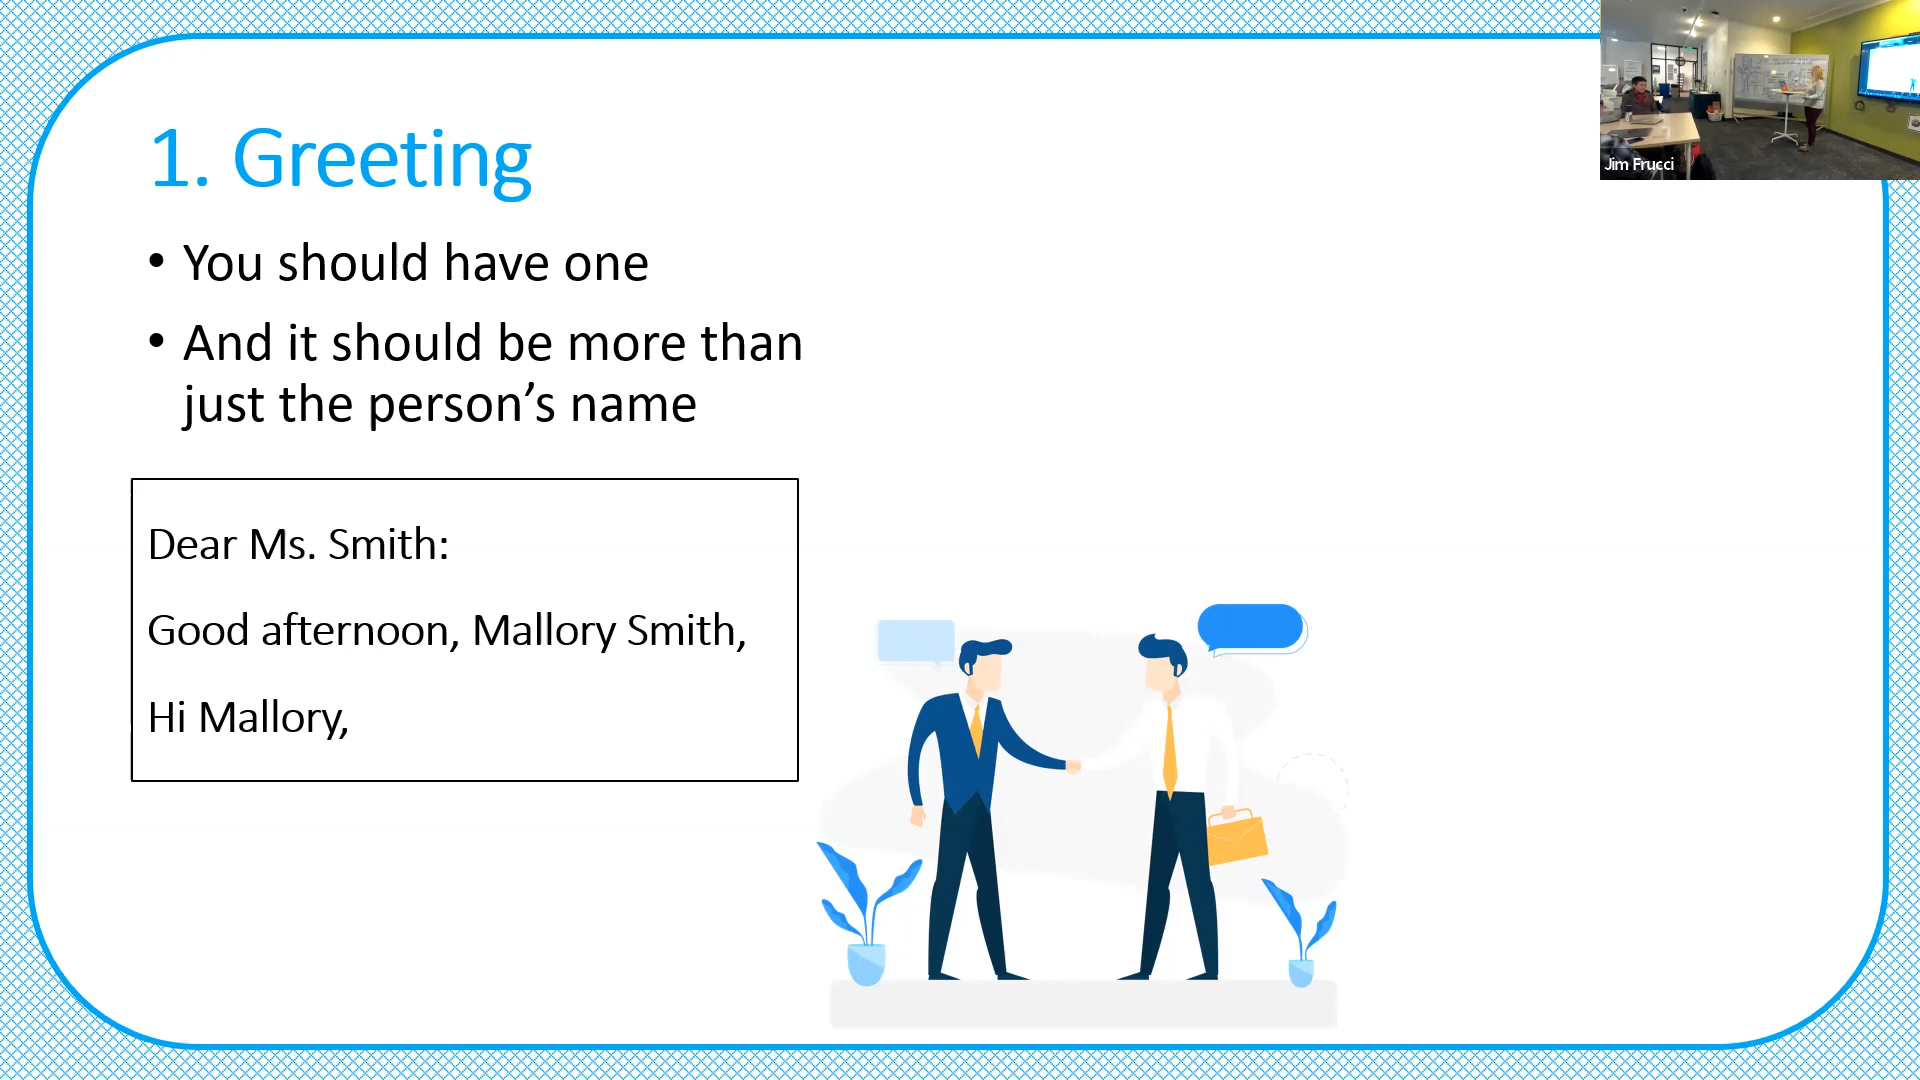 1. Greeting
• You should have one
• And it should be more than
just the person’s name
Dear Ms. Smith:
Good afternoon, Mallory Smith,
Hi Mallory,
Jim Frucci